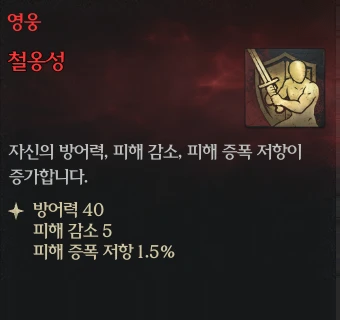 영웅
철옹성
자신의 방어력, 피해 감소, 피해 증폭 저항이
증가합니다.
방어력 40
피해 감소 5
피해 증폭 저항 1.5%